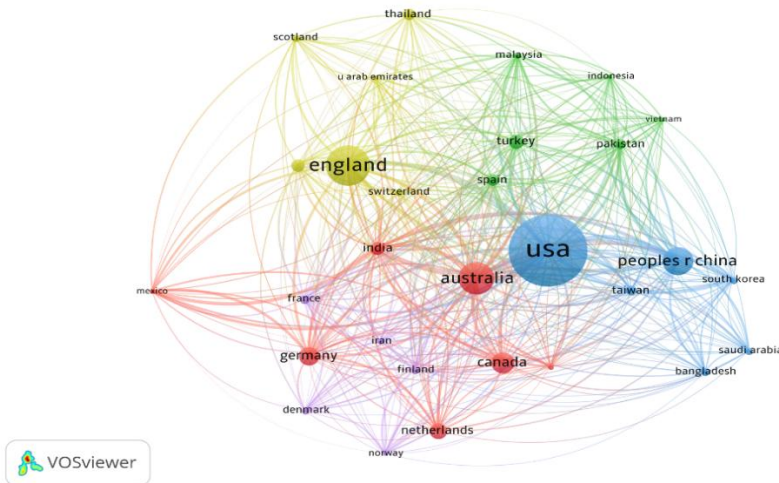 thailand
scotland
malaysia
u arab emirates
indonesia
vietnam
turkey
pakistan
england
spain
switzerland
india
usa
peoples r china
australia
south korea
mexico
france
taiwan
iran
germany
canada
saudi arabia
finland
bangladesh
denmark
netherlands
norway
VOSviewer